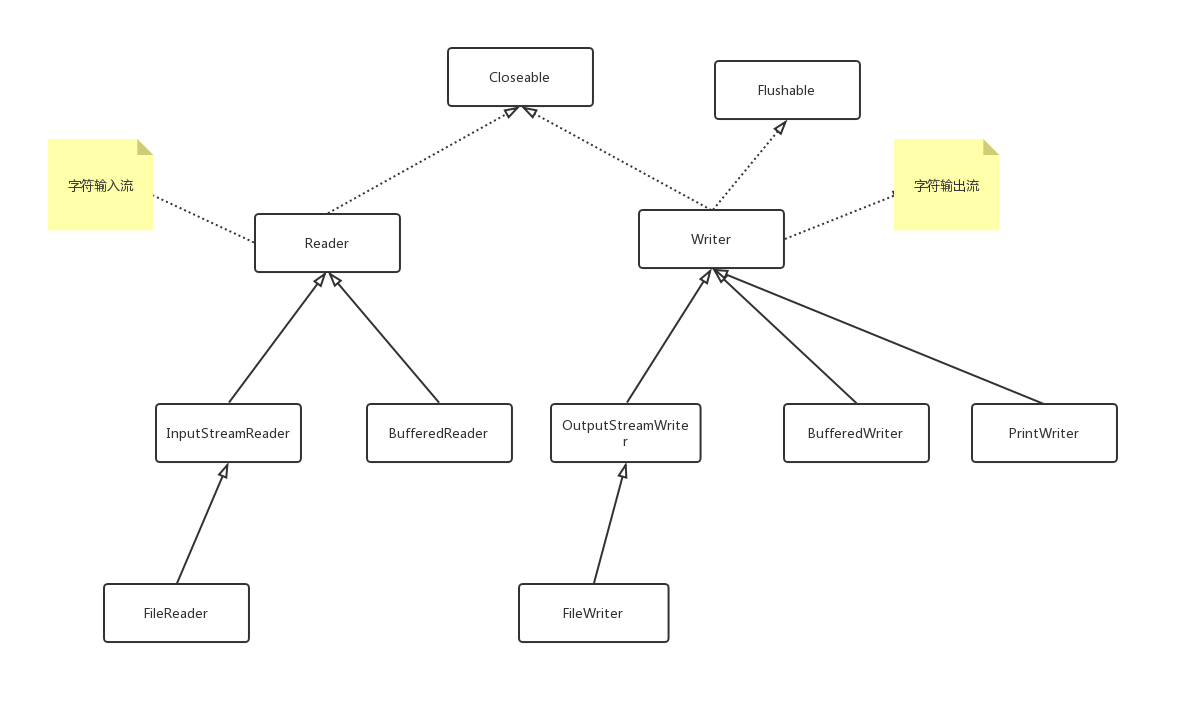 Closeable
Flushable
字符输入流
字符输出流
Reader
Writer
InputStreamReader
BufferedReader
OutputStreamWrite
r
BufferedWriter
PrintWriter
FileReader
FileWriter